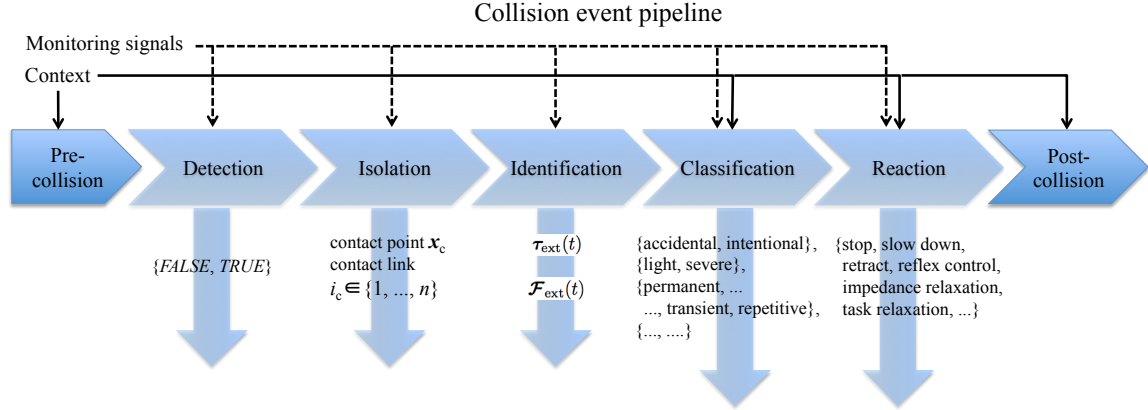 Collision event pipeline
Monitoring signals
Context
Pre-
collision
Detection
Isolation
Identification
Classification
Reaction
Post-
collision
{FALSE, TRUE}
contact point x_c
contact link
i_c ∈ {1, ..., n}
τ_ext(t)
𝓕_ext(t)
{accidental, intentional},
{light, severe},
{permanent, ...
..., transient, repetitive},
{..., ....}
{stop, slow down,
retract, reflex control,
impedance relaxation,
task relaxation, ...}